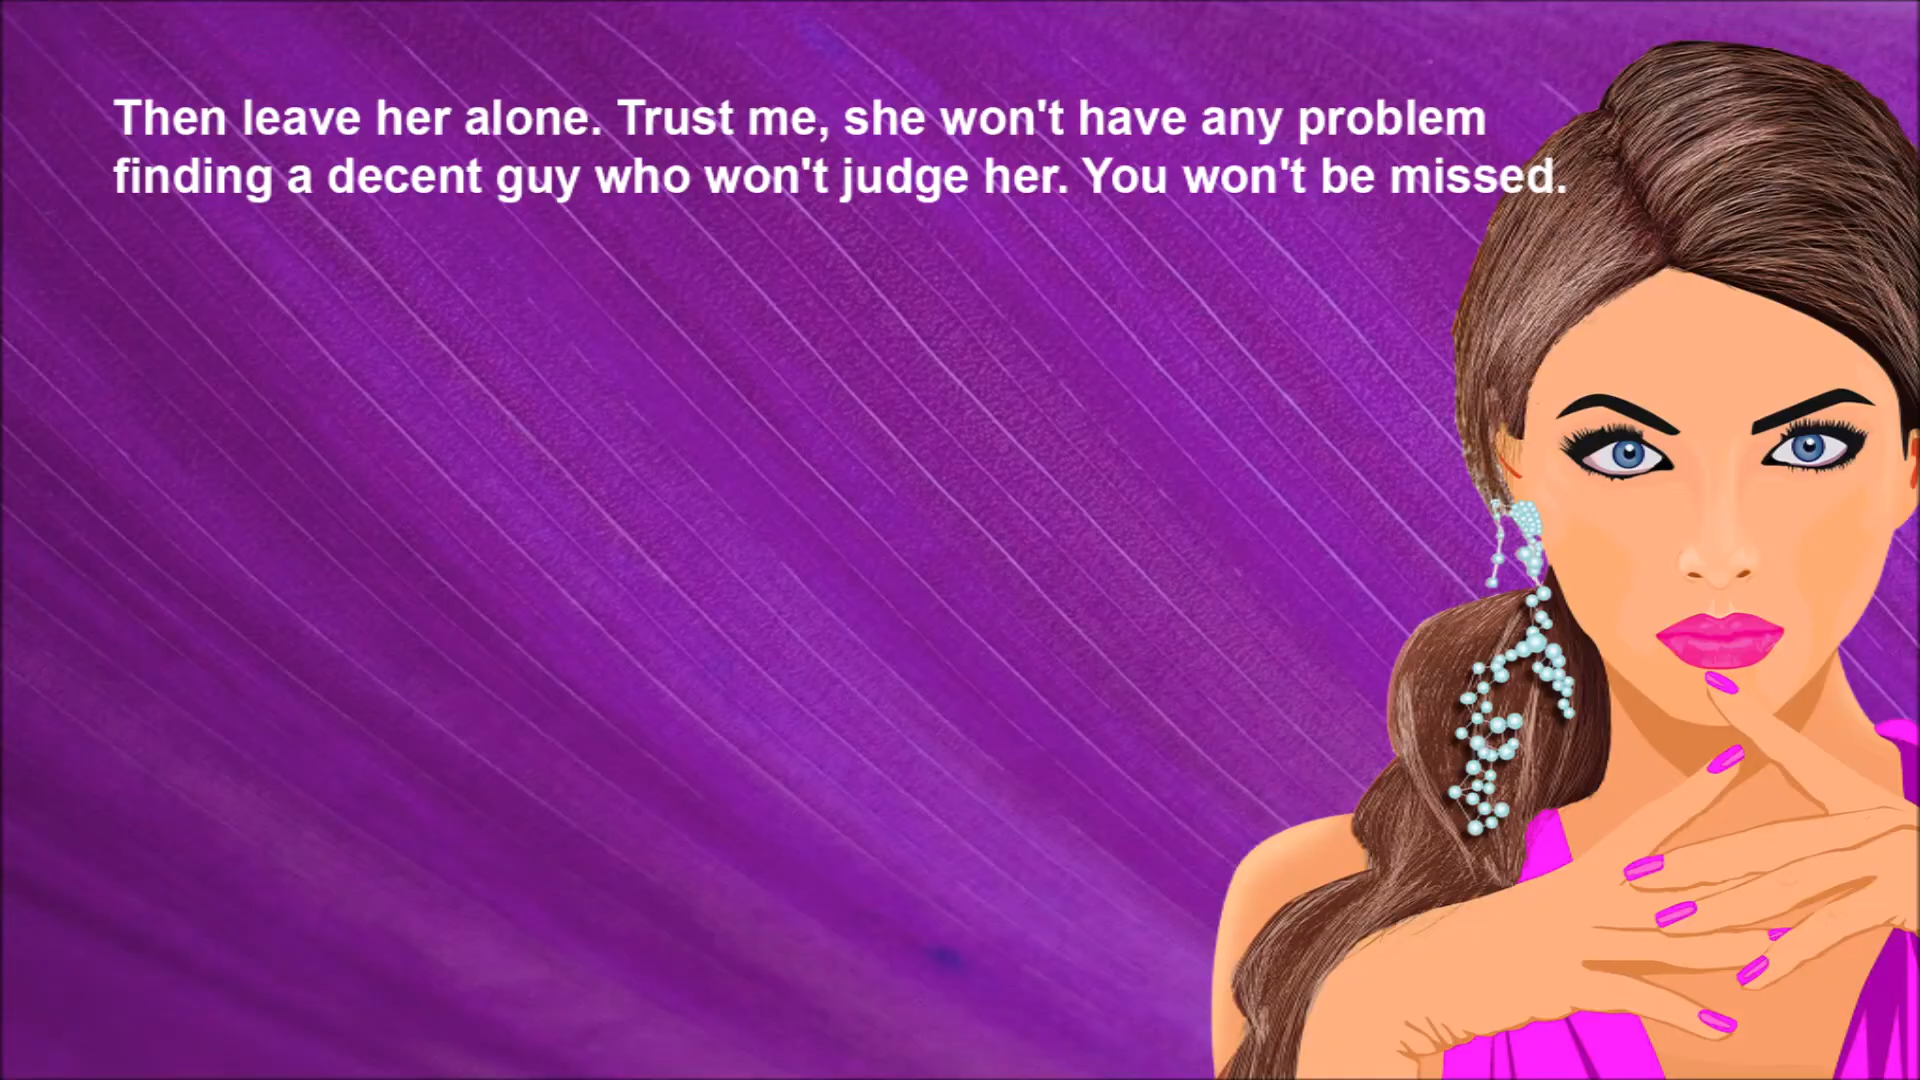 Then leave her alone. Trust me, she won't have any problem
finding a decent guy who won't judge her. You won't be missed.